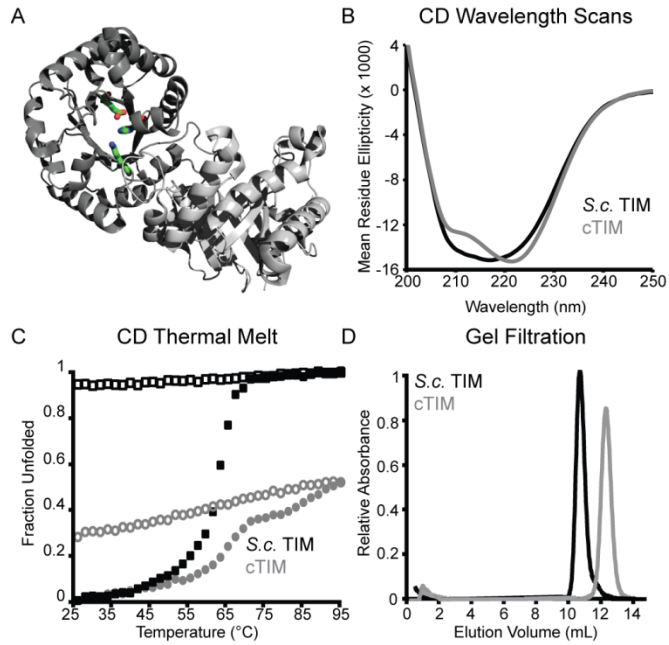 A
B CD Wavelength Scans
4
0
-4
-8
-12
-16
Mean Residue Ellipticity (x 1000)
S.c. TIM
cTIM
200 210 220 230 240 250
Wavelength (nm)
C CD Thermal Melt
1
0.8
0.6
0.4
0.2
0
Fraction Unfolded
S.c. TIM
cTIM
25 35 45 55 65 75 85 95
Temperature (°C)
D Gel Filtration
1
0.8
0.6
0.4
0.2
0
Relative Absorbance
S.c. TIM
cTIM
0 2 4 6 8 10 12 14
Elution Volume (mL)